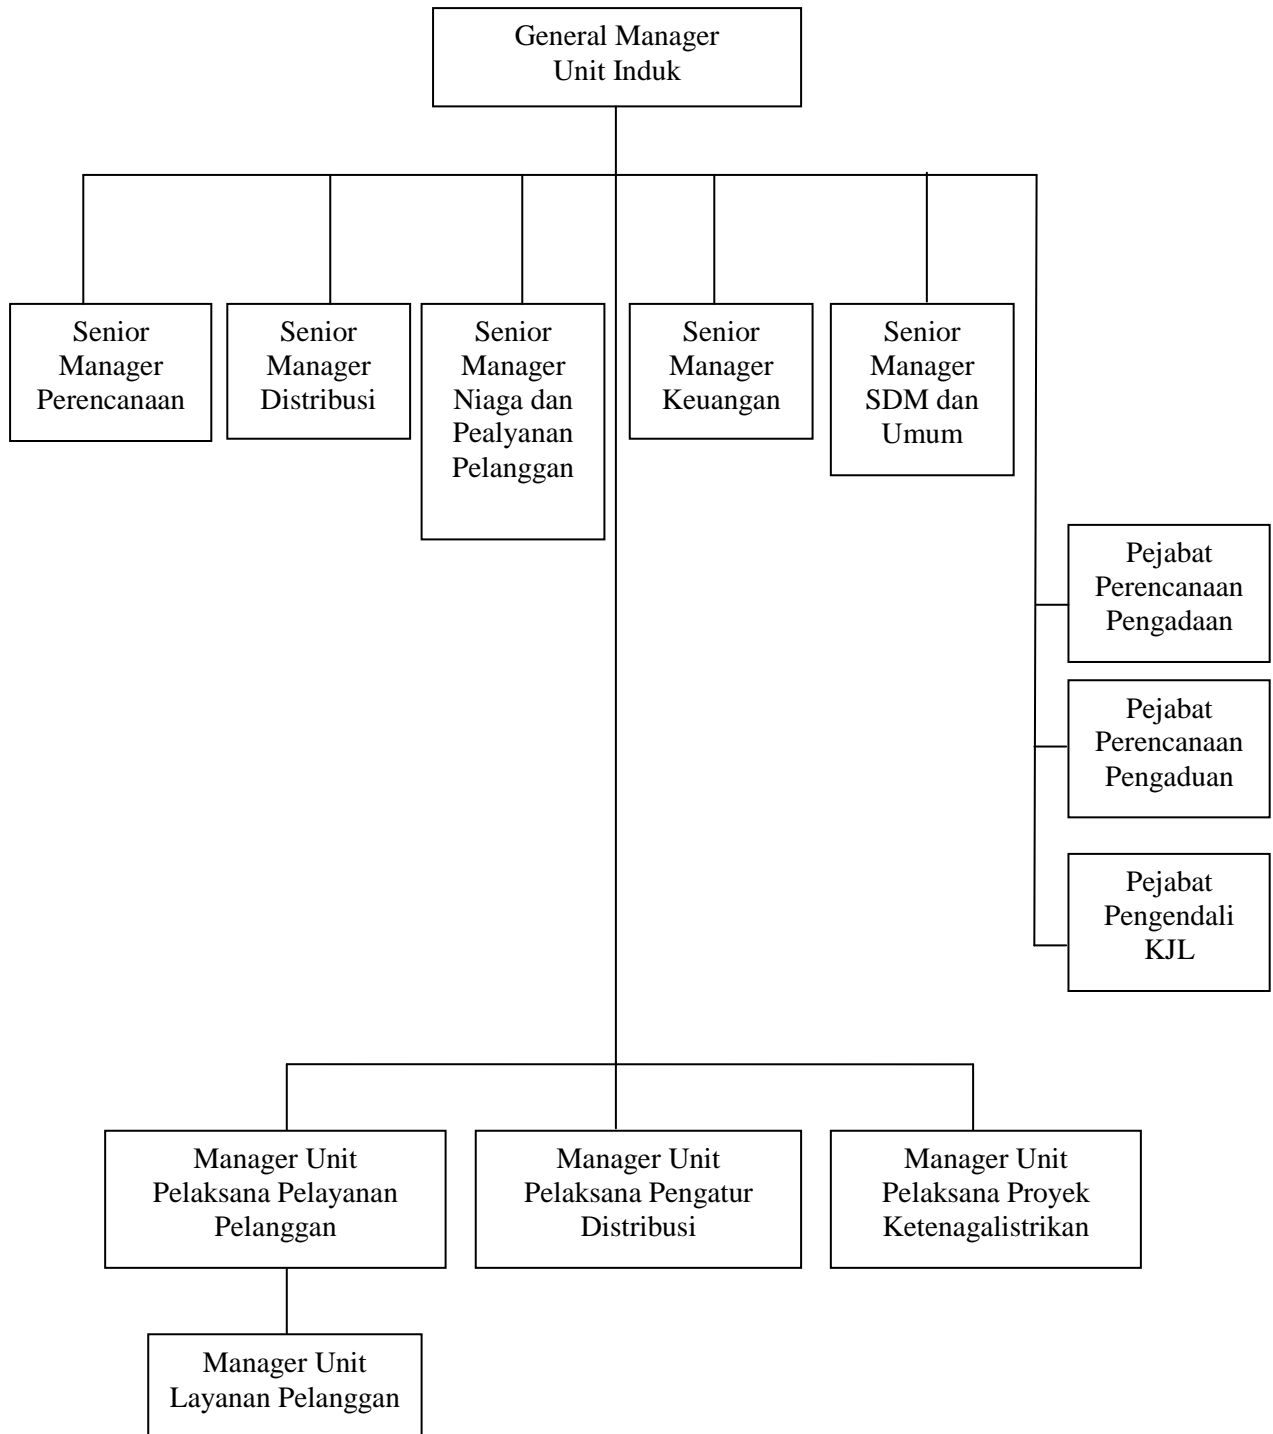 General Manager
Unit Induk
Senior
Manager
Perencanaan
Senior
Manager
Distribusi
Senior
Manager
Niaga dan
Pealyanan
Pelanggan
Senior
Manager
Keuangan
Senior
Manager
SDM dan
Umum
Pejabat
Perencanaan
Pengadaan
Pejabat
Perencanaan
Pengaduan
Pejabat
Pengendali
KJL
Manager Unit
Pelaksana Pelayanan
Pelanggan
Manager Unit
Pelaksana Pengatur
Distribusi
Manager Unit
Pelaksana Proyek
Ketenagalistrikan
Manager Unit
Layanan Pelanggan